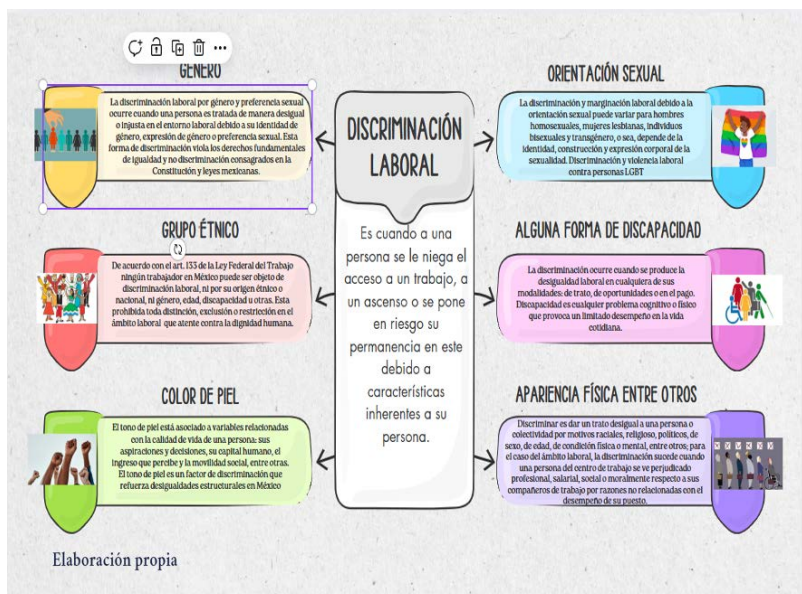 GÉNERO
La discriminación laboral por género y preferencia sexual
ocurre cuando una persona es tratada de manera desigual
o injusta en el entorno laboral debido a su identidad de
género, expresión de género o preferencia sexual. Esta
forma de discriminación viola los derechos fundamentales
de igualdad y no discriminación consagrados en la
Constitución y leyes mexicanas.
GRUPO ÉTNICO
De acuerdo con el art. 133 de la Ley Federal del Trabajo
ningún trabajador en México puede ser objeto de
discriminación laboral, ni por su origen étnico o
nacional, ni género, edad, discapacidad u otras. Esta
prohibida toda distinción, exclusión o restricción en el
ámbito laboral que atente contra la dignidad humana.
COLOR DE PIEL
El tono de piel está asociado a variables relacionadas
con la calidad de vida de una persona: sus
aspiraciones y decisiones, su capital humano, el
ingreso que percibe y la movilidad social, entre otras.
El tono de piel es un factor de discriminación que
refuerza desigualdades estructurales en México
DISCRIMINACIÓN
LABORAL
Es cuando a una
persona se le niega el
acceso a un trabajo, a
un ascenso o se pone
en riesgo su
permanencia en este
debido a
características
inherentes a su
persona.
ORIENTACIÓN SEXUAL
La discriminación y marginación laboral debido a la
orientación sexual puede variar para hombres
homosexuales, mujeres lesbianas, individuos
bisexuales y transgénero, o sea, depende de la
identidad, construcción y expresión corporal de la
sexualidad. Discriminación y violencia laboral
contra personas LGBT
ALGUNA FORMA DE DISCAPACIDAD
La discriminación ocurre cuando se produce la
desigualdad laboral en cualquiera de sus
modalidades: de trato, de oportunidades o en el pago.
Discapacidad es cualquier problema cognitivo o físico
que provoca un limitado desempeño en la vida
cotidiana.
APARIENCIA FÍSICA ENTRE OTROS
Discriminar es dar un trato desigual a una persona o
colectividad por motivos raciales, religioso, políticos, de
sexo, de edad, de condición física o mental, entre otros; para
el caso del ámbito laboral, la discriminación sucede cuando
una persona del centro de trabajo se ve perjudicado
profesional, salarial, social o moralmente respecto a sus
compañeros de trabajo por razones no relacionadas con el
desempeño de su puesto.
Elaboración propia